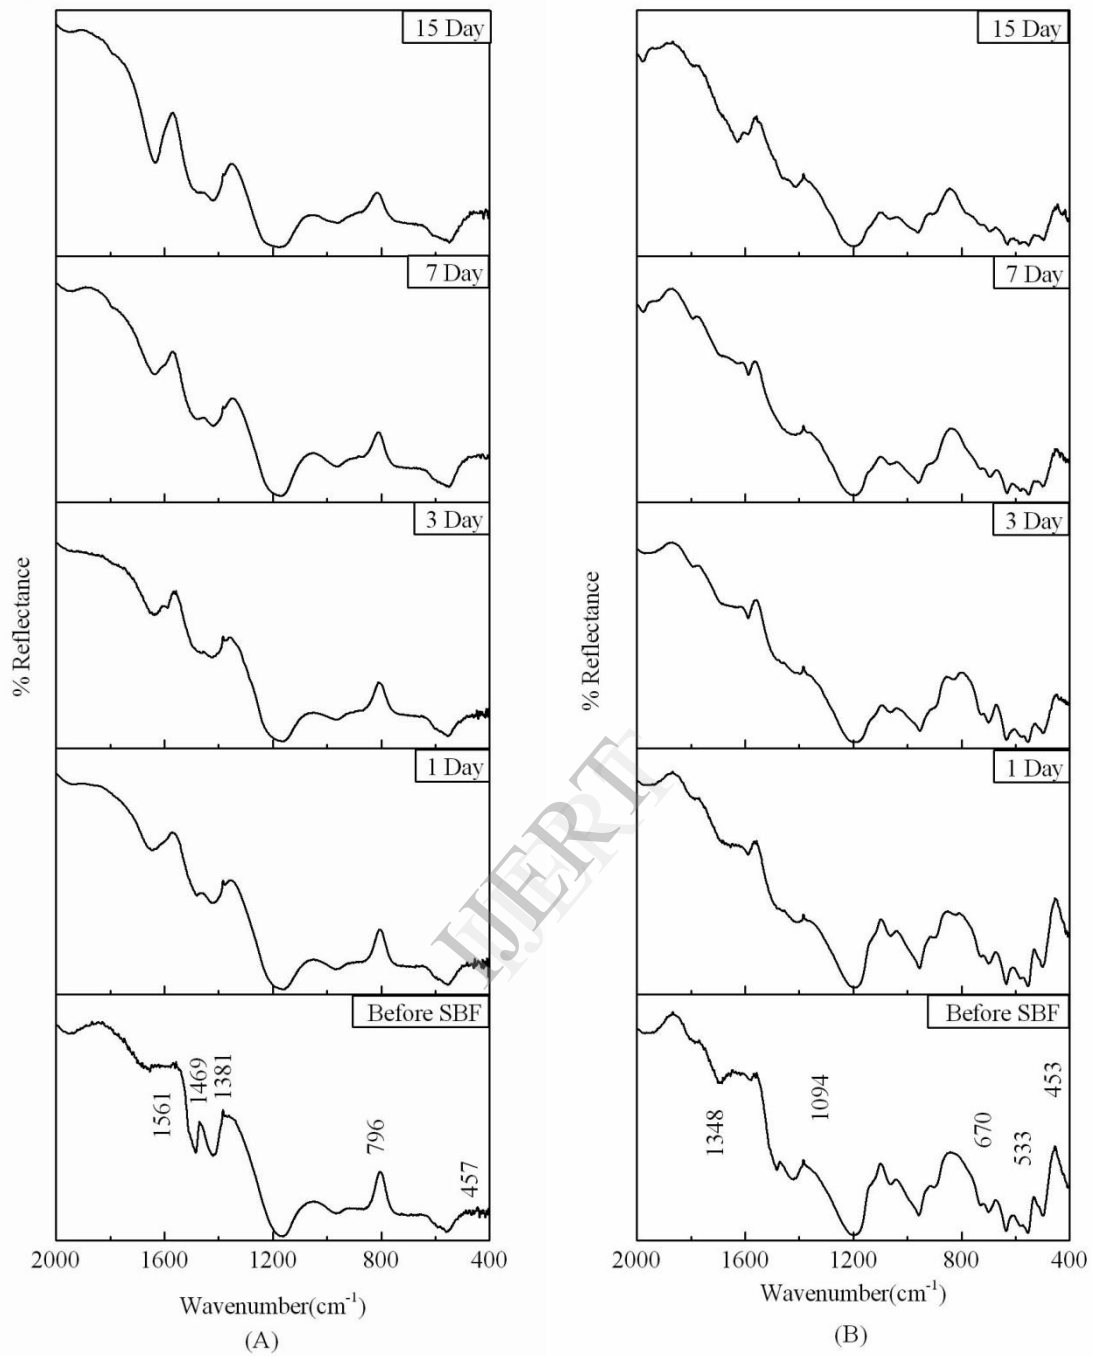 15 Day
7 Day
3 Day
1 Day
Before SBF
1561
1469
1381
796
457
% Reflectance
2000 1600 1200 800 400
Wavenumber(cm⁻¹)
(A)
15 Day
7 Day
3 Day
1 Day
Before SBF
1348
1094
670
533
453
% Reflectance
2000 1600 1200 800 400
Wavenumber(cm⁻¹)
(B)
IJERT